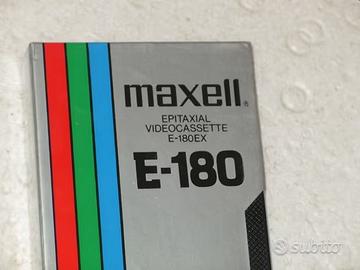 maxell®
EPITAXIAL
VIDEOCASSETTE
E-180EX
E-180
subito